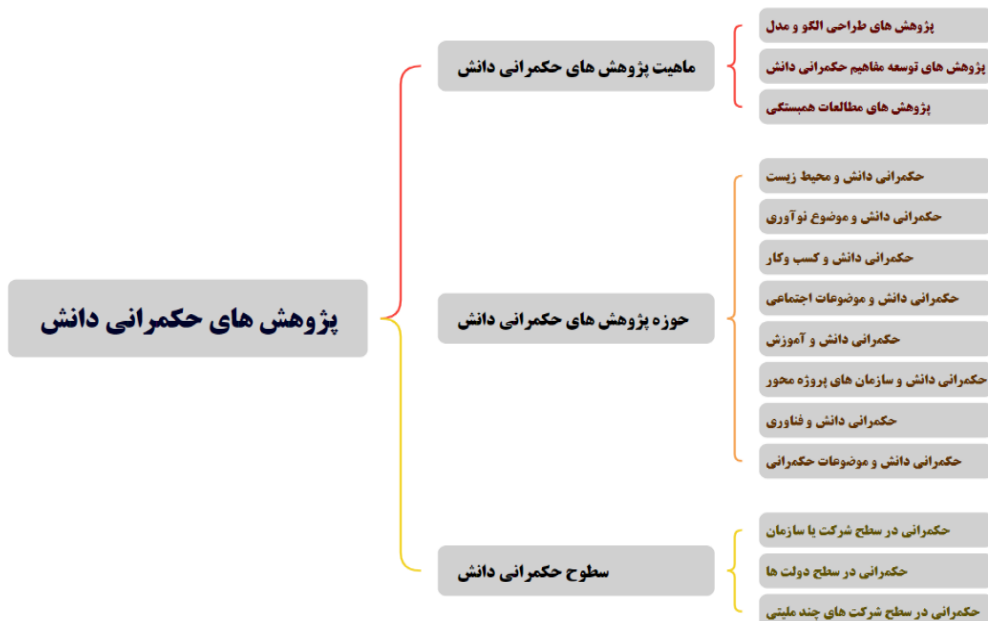 پژوهش های حکمرانی دانش
ماهیت پژوهش های حکمرانی دانش
پژوهش های طراحی الگو و مدل
پژوهش های توسعه مفاهیم حکمرانی دانش
پژوهش های مطالعات همبستگی
حوزه پژوهش های حکمرانی دانش
حکمرانی دانش و محیط زیست
حکمرانی دانش و موضوع نوآوری
حکمرانی دانش و کسب وکار
حکمرانی دانش و موضوعات اجتماعی
حکمرانی دانش و آموزش
حکمرانی دانش و سازمان های پروژه محور
حکمرانی دانش و فناوری
حکمرانی دانش و موضوعات حکمرانی
سطوح حکمرانی دانش
حکمرانی در سطح شرکت یا سازمان
حکمرانی در سطح دولت ها
حکمرانی در سطح شرکت های چند ملیتی